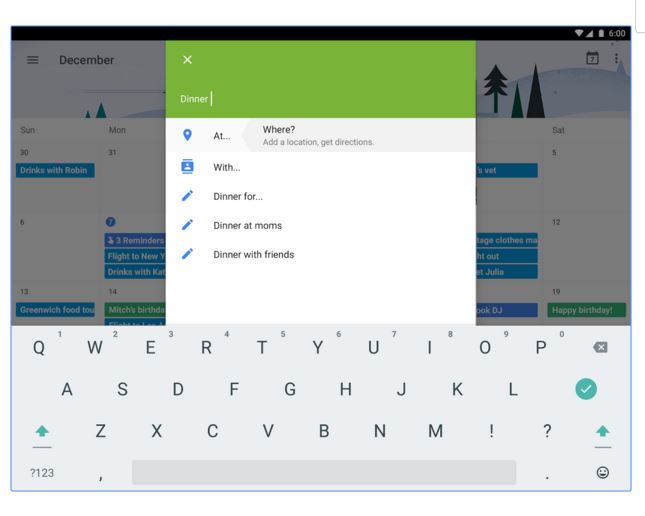 6:00
December
7
Dinner
Sun
Mon
Sat
At...
Where?
Add a location, get directions.
30
31
5
With...
Drinks with Robin
's vet
Dinner for...
6
7
12
Dinner at moms
3 Reminders
tage clothes ma
Flight to New Y
ht out
Dinner with friends
Drinks with Kat
et Julia
13
14
19
Greenwich food tou
Mitch's birthda
ook DJ
Happy birthday!
1 2 3 4 5 6 7 8 9 0
Q W E R T Y U I O P
A S D F G H J K L
Z X C V B N M ! ?
?123 , .